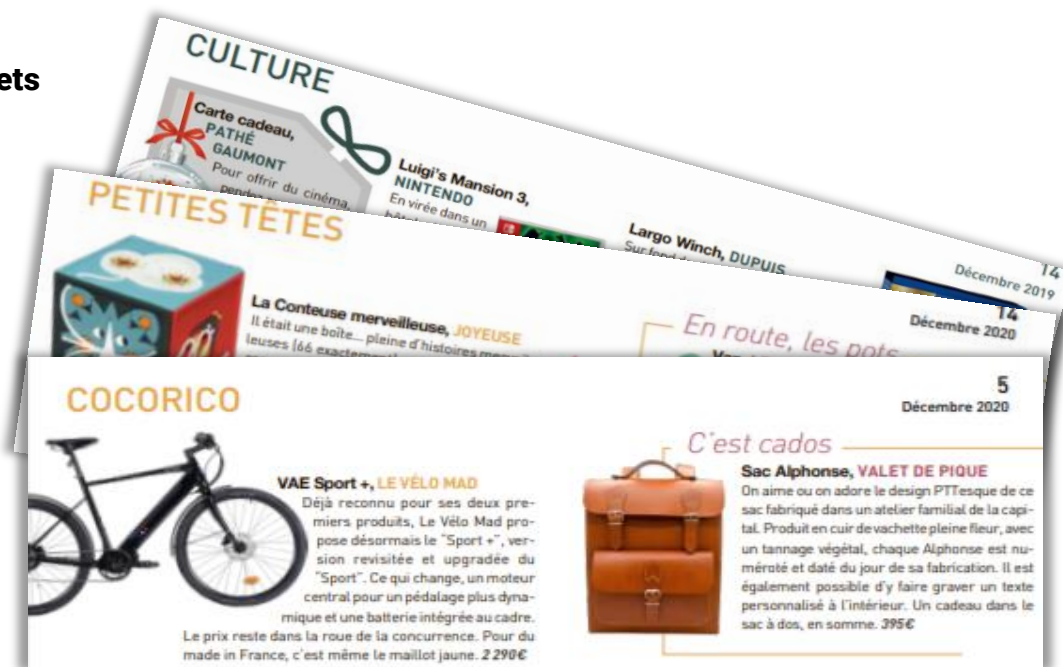 ets
CULTURE
Carte cadeau,
PATHÉ
GAUMONT
Pour offrir du cinéma,
Luigi's Mansion 3,
NINTENDO
En virée dans un
Largo Winch, DUPUIS
14
Décembre 2019
PETITES TÊTES
La Conteuse merveilleuse, JOYEUSE
Il était une boîte... pleine d'histoires
leuses (66
14
Décembre 2020
En route, les pots
COCORICO
5
Décembre 2020
VAE Sport +, LE VÉLO MAD
Déjà reconnu pour ses deux pre-
miers produits, Le Vélo Mad pro-
pose désormais le "Sport +", ver-
sion revisitée et upgradée du
"Sport". Ce qui change, un moteur
central pour un pédalage plus dyna-
mique et une batterie intégrée au cadre.
Le prix reste dans la roue de la concurrence. Pour du
made in France, c'est même le maillot jaune. 2 290€
C'est cados
Sac Alphonse, VALET DE PIQUE
On aime ou on adore le design PTTesque de ce
sac fabriqué dans un atelier familial de la capi-
tal. Produit en cuir de vachette pleine fleur, avec
un tannage végétal, chaque Alphonse est nu-
méroté et daté du jour de sa fabrication. Il est
également possible d'y faire graver un texte
personnalisé à l'intérieur. Un cadeau dans le
sac à dos, en somme. 395€